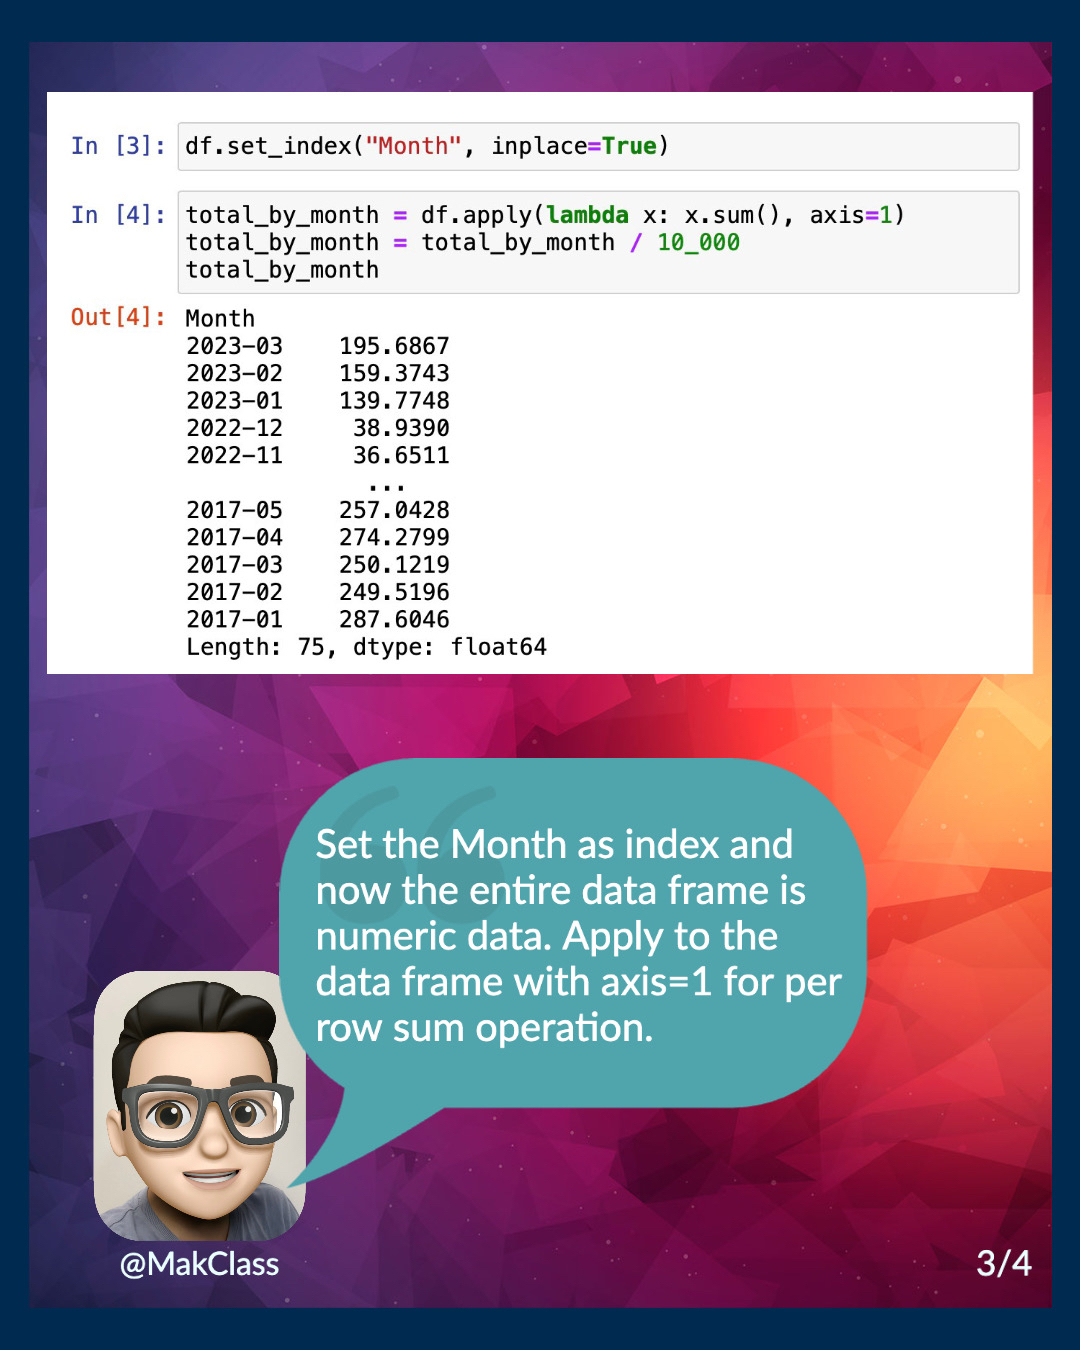 In [3]: df.set_index("Month", inplace=True)
In [4]: total_by_month = df.apply(lambda x: x.sum(), axis=1)
total_by_month = total_by_month / 10_000
total_by_month
Out[4]: Month
2023-03    195.6867
2023-02    159.3743
2023-01    139.7748
2022-12     38.9390
2022-11     36.6511
...
2017-05    257.0428
2017-04    274.2799
2017-03    250.1219
2017-02    249.5196
2017-01    287.6046
Length: 75, dtype: float64
Set the Month as index and
now the entire data frame is
numeric data. Apply to the
data frame with axis=1 for per
row sum operation.
@MakClass
3/4